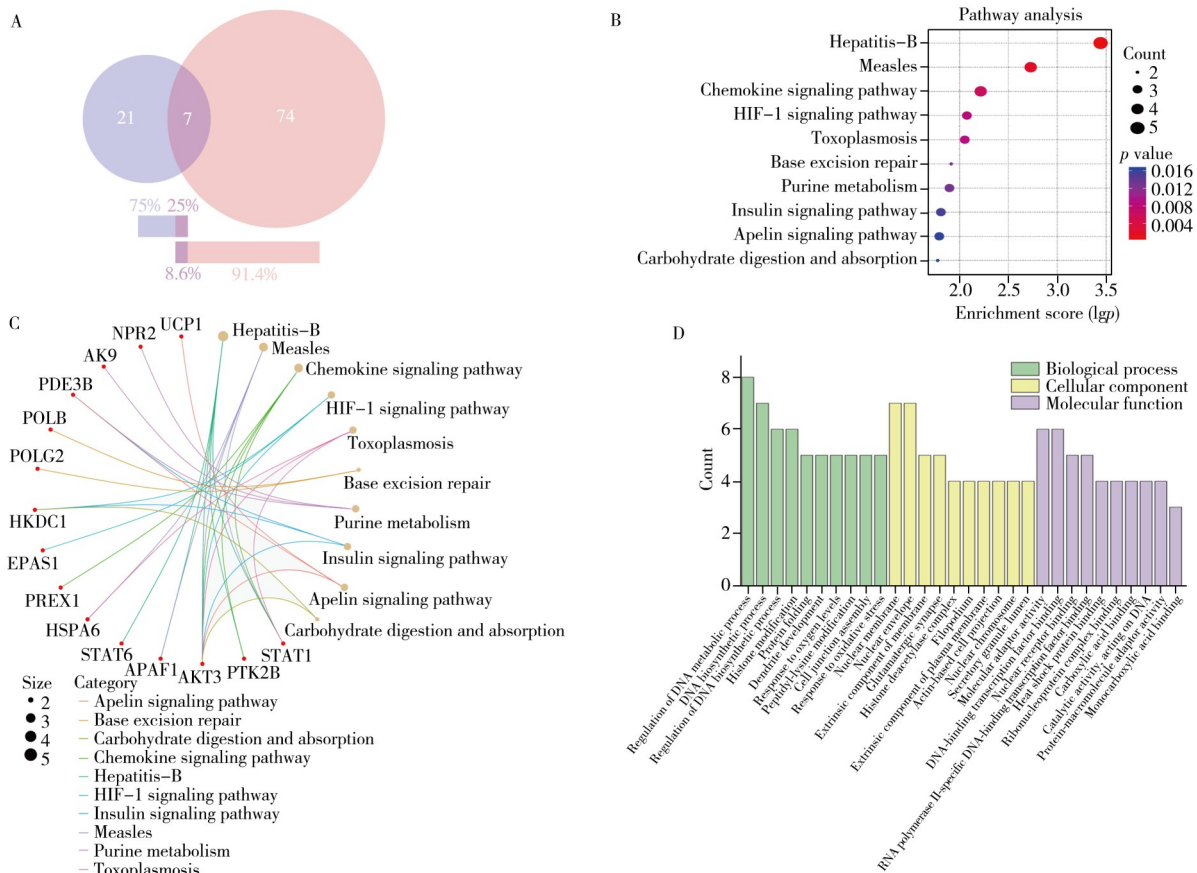 A
21
7
74
75%
25%
8.6%
91.4%
B
Pathway analysis
Hepatitis-B
Measles
Chemokine signaling pathway
HIF-1 signaling pathway
Toxoplasmosis
Base excision repair
Purine metabolism
Insulin signaling pathway
Apelin signaling pathway
Carbohydrate digestion and absorption
2.0
2.5
3.0
3.5
Enrichment score (lgp)
Count
2
3
4
5
p value
0.016
0.012
0.008
0.004
C
UCP1
NPR2
AK9
PDE3B
POLB
POLG2
HKDC1
EPAS1
PREX1
HSPA6
STAT6
APAF1
AKT3
PTK2B
STAT1
Hepatitis-B
Measles
Chemokine signaling pathway
HIF-1 signaling pathway
Toxoplasmosis
Base excision repair
Purine metabolism
Insulin signaling pathway
Apelin signaling pathway
Carbohydrate digestion and absorption
Size
2
3
4
5
Category
Apelin signaling pathway
Base excision repair
Carbohydrate digestion and absorption
Chemokine signaling pathway
Hepatitis-B
HIF-1 signaling pathway
Insulin signaling pathway
Measles
Purine metabolism
Toxoplasmosis
D
Biological process
Cellular component
Molecular function
Count
8
6
4
2
0
Regulation of DNA metabolic process
DNA biosynthetic process
Regulation of DNA biosynthetic process
Histone modification
Protein folding
Dendrite development
Response to oxygen levels
Peptidyl-lysine modification
Cell junction assembly
Response to oxidative stress
Nuclear membrane
Nuclear envelope
Extrinsic component of membrane
Glutamatergic synapse
Histone deacetylase complex
Filopodium
Extrinsic component of plasma membrane
Actin-based cell projection
Nuclear chromosome
Secretory granule lumen
Molecular adaptor activity
DNA-binding transcription factor binding
Nuclear receptor binding
RNA polymerase II-specific DNA-binding transcription factor binding
Heat shock protein binding
Ribonucleoprotein complex binding
Carboxylic acid binding
Catalytic activity, acting on DNA
Protein-macromolecule adaptor activity
Monocarboxylic acid binding